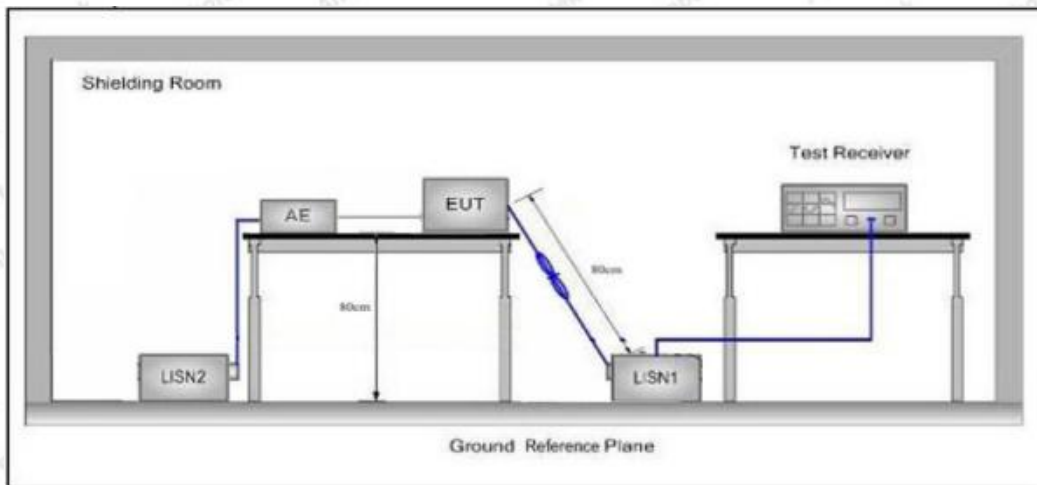 Shielding Room
Test Receiver
AE
EUT
80cm
80cm
LISN2
LISN1
Ground Reference Plane